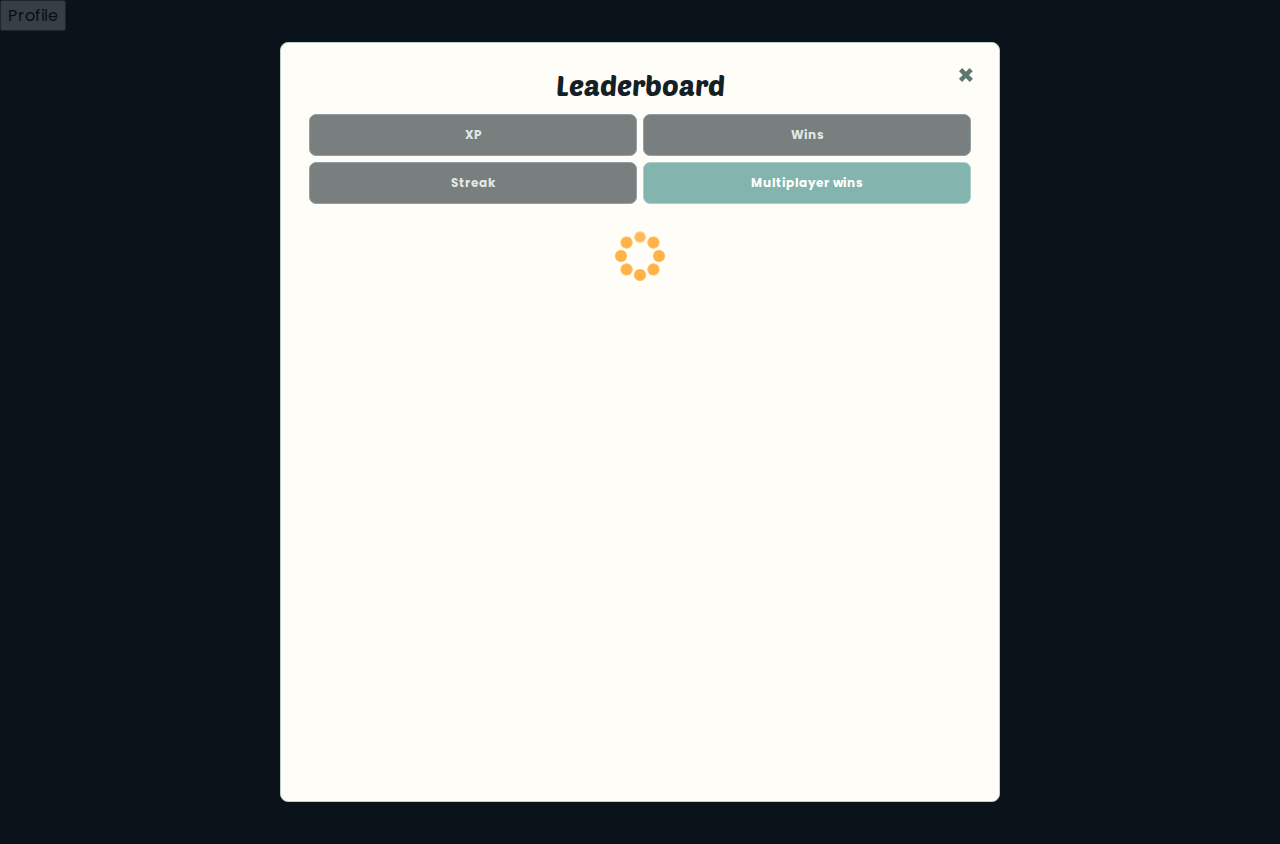 Profile
Leaderboard
✖
XP
Wins
Streak
Multiplayer wins